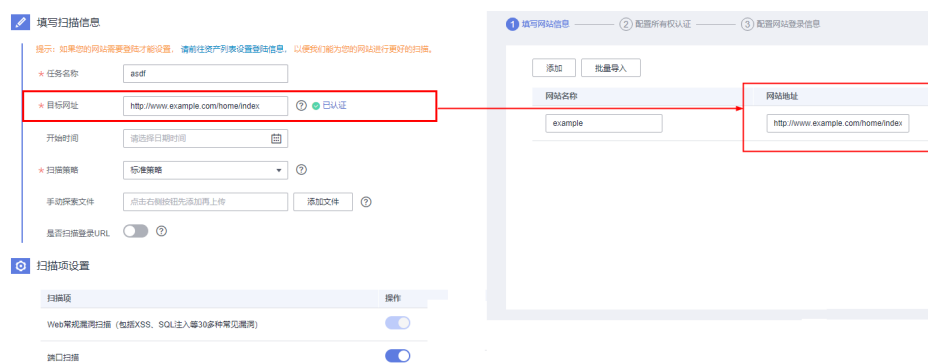 填写扫描信息
提示：如果您的网站需要登陆才能设置，请前往资产列表设置登陆信息，以便我们能为您的网站进行更好的扫描。
* 任务名称 asdf
* 目标网址 http://www.example.com/home/index ? 已认证
开始时间 请选择日期时间
* 扫描策略 标准策略 ?
手动探索文件 点击右侧按钮先添加再上传 添加文件 ?
是否扫描登录URL ?
扫描项设置
扫描项 操作
Web常规漏洞扫描（包括XSS、SQL注入等30多种常见漏洞）
端口扫描
1 填写网站信息 2 配置所有权认证 3 配置网站登录信息
添加 批量导入
网站名称 网站地址
example http://www.example.com/home/index